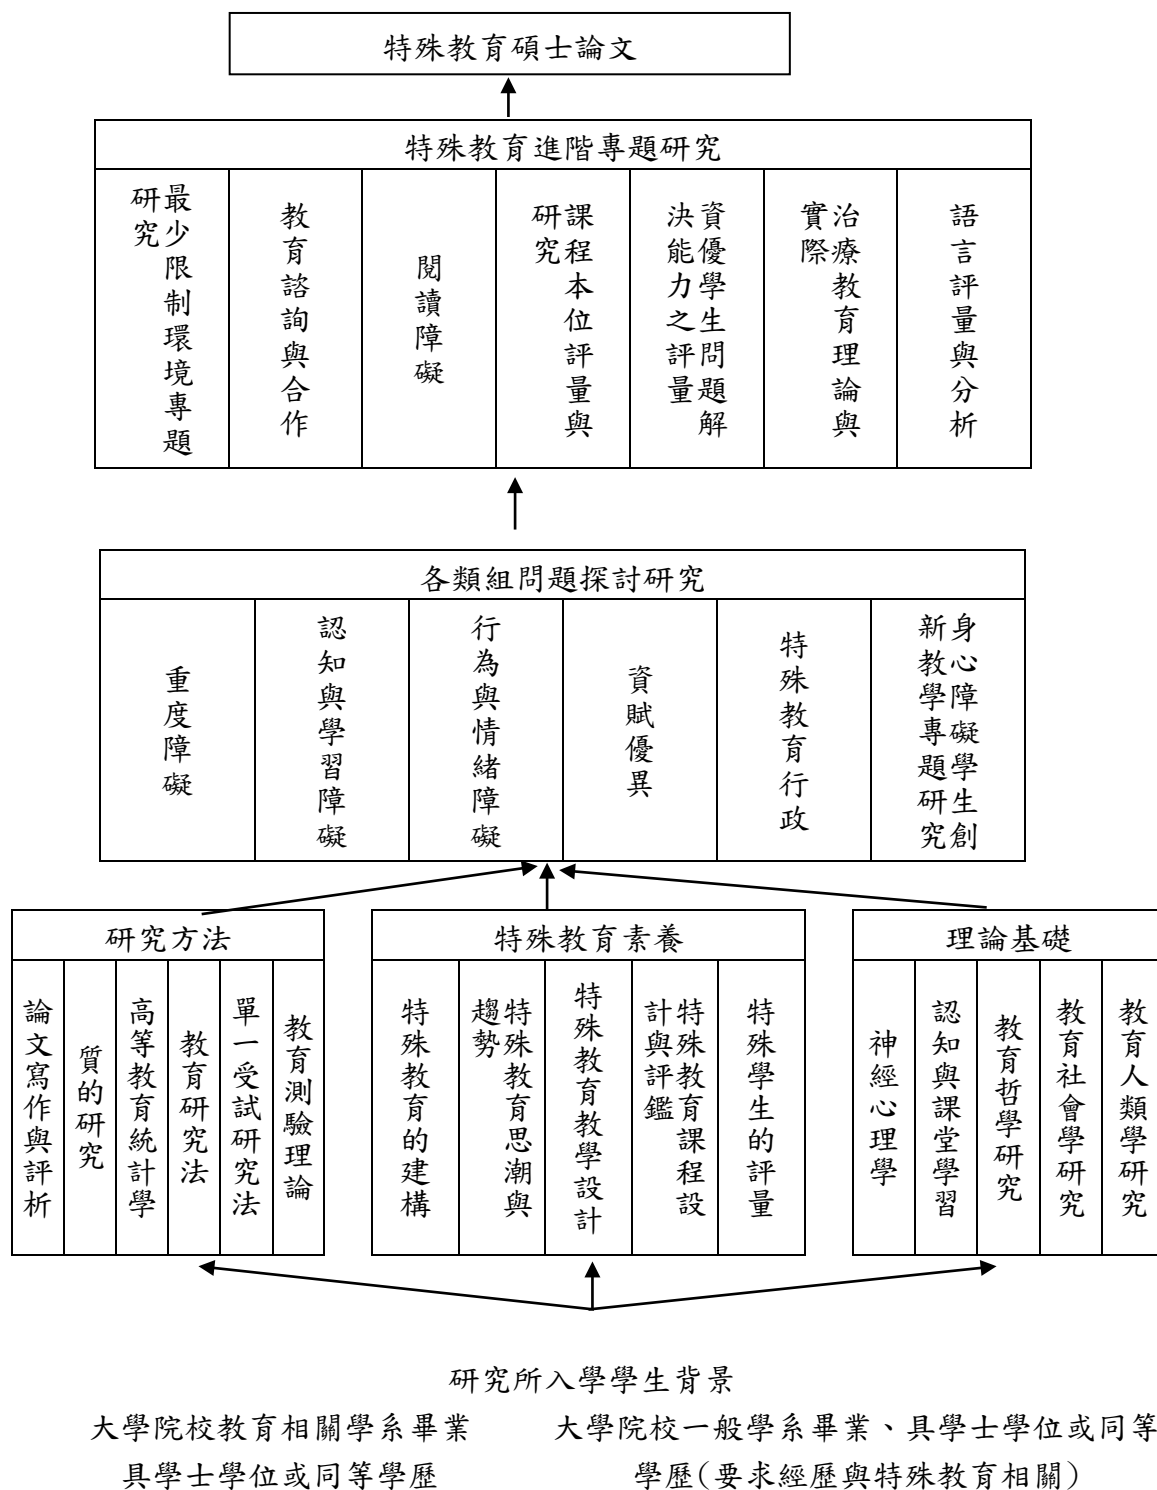 特殊教育碩士論文
特殊教育進階專題研究
最少限制環境專題
研究
教育諮詢與合作
閱讀障礙
課程本位評量與
研究
資優學生問題解
決能力之評量
治療教育理論與
實際
語言評量與分析
各類組問題探討研究
重度障礙
認知與學習障礙
行為與情緒障礙
資賦優異
特殊教育行政
身心障礙學生創
新教學專題研究
研究方法
論文寫作與評析
質的研究
高等教育統計學
教育研究法
單一受試研究法
教育測驗理論
特殊教育素養
特殊教育的建構
特殊教育思潮與
趨勢
特殊教育教學設計
特殊教育課程設
計與評鑑
特殊學生的評量
理論基礎
神經心理學
認知與課堂學習
教育哲學研究
教育社會學研究
教育人類學研究
研究所入學學生背景
大學院校教育相關學系畢業
具學士學位或同等學歷
大學院校一般學系畢業、具學士學位或同等
學歷(要求經歷與特殊教育相關)